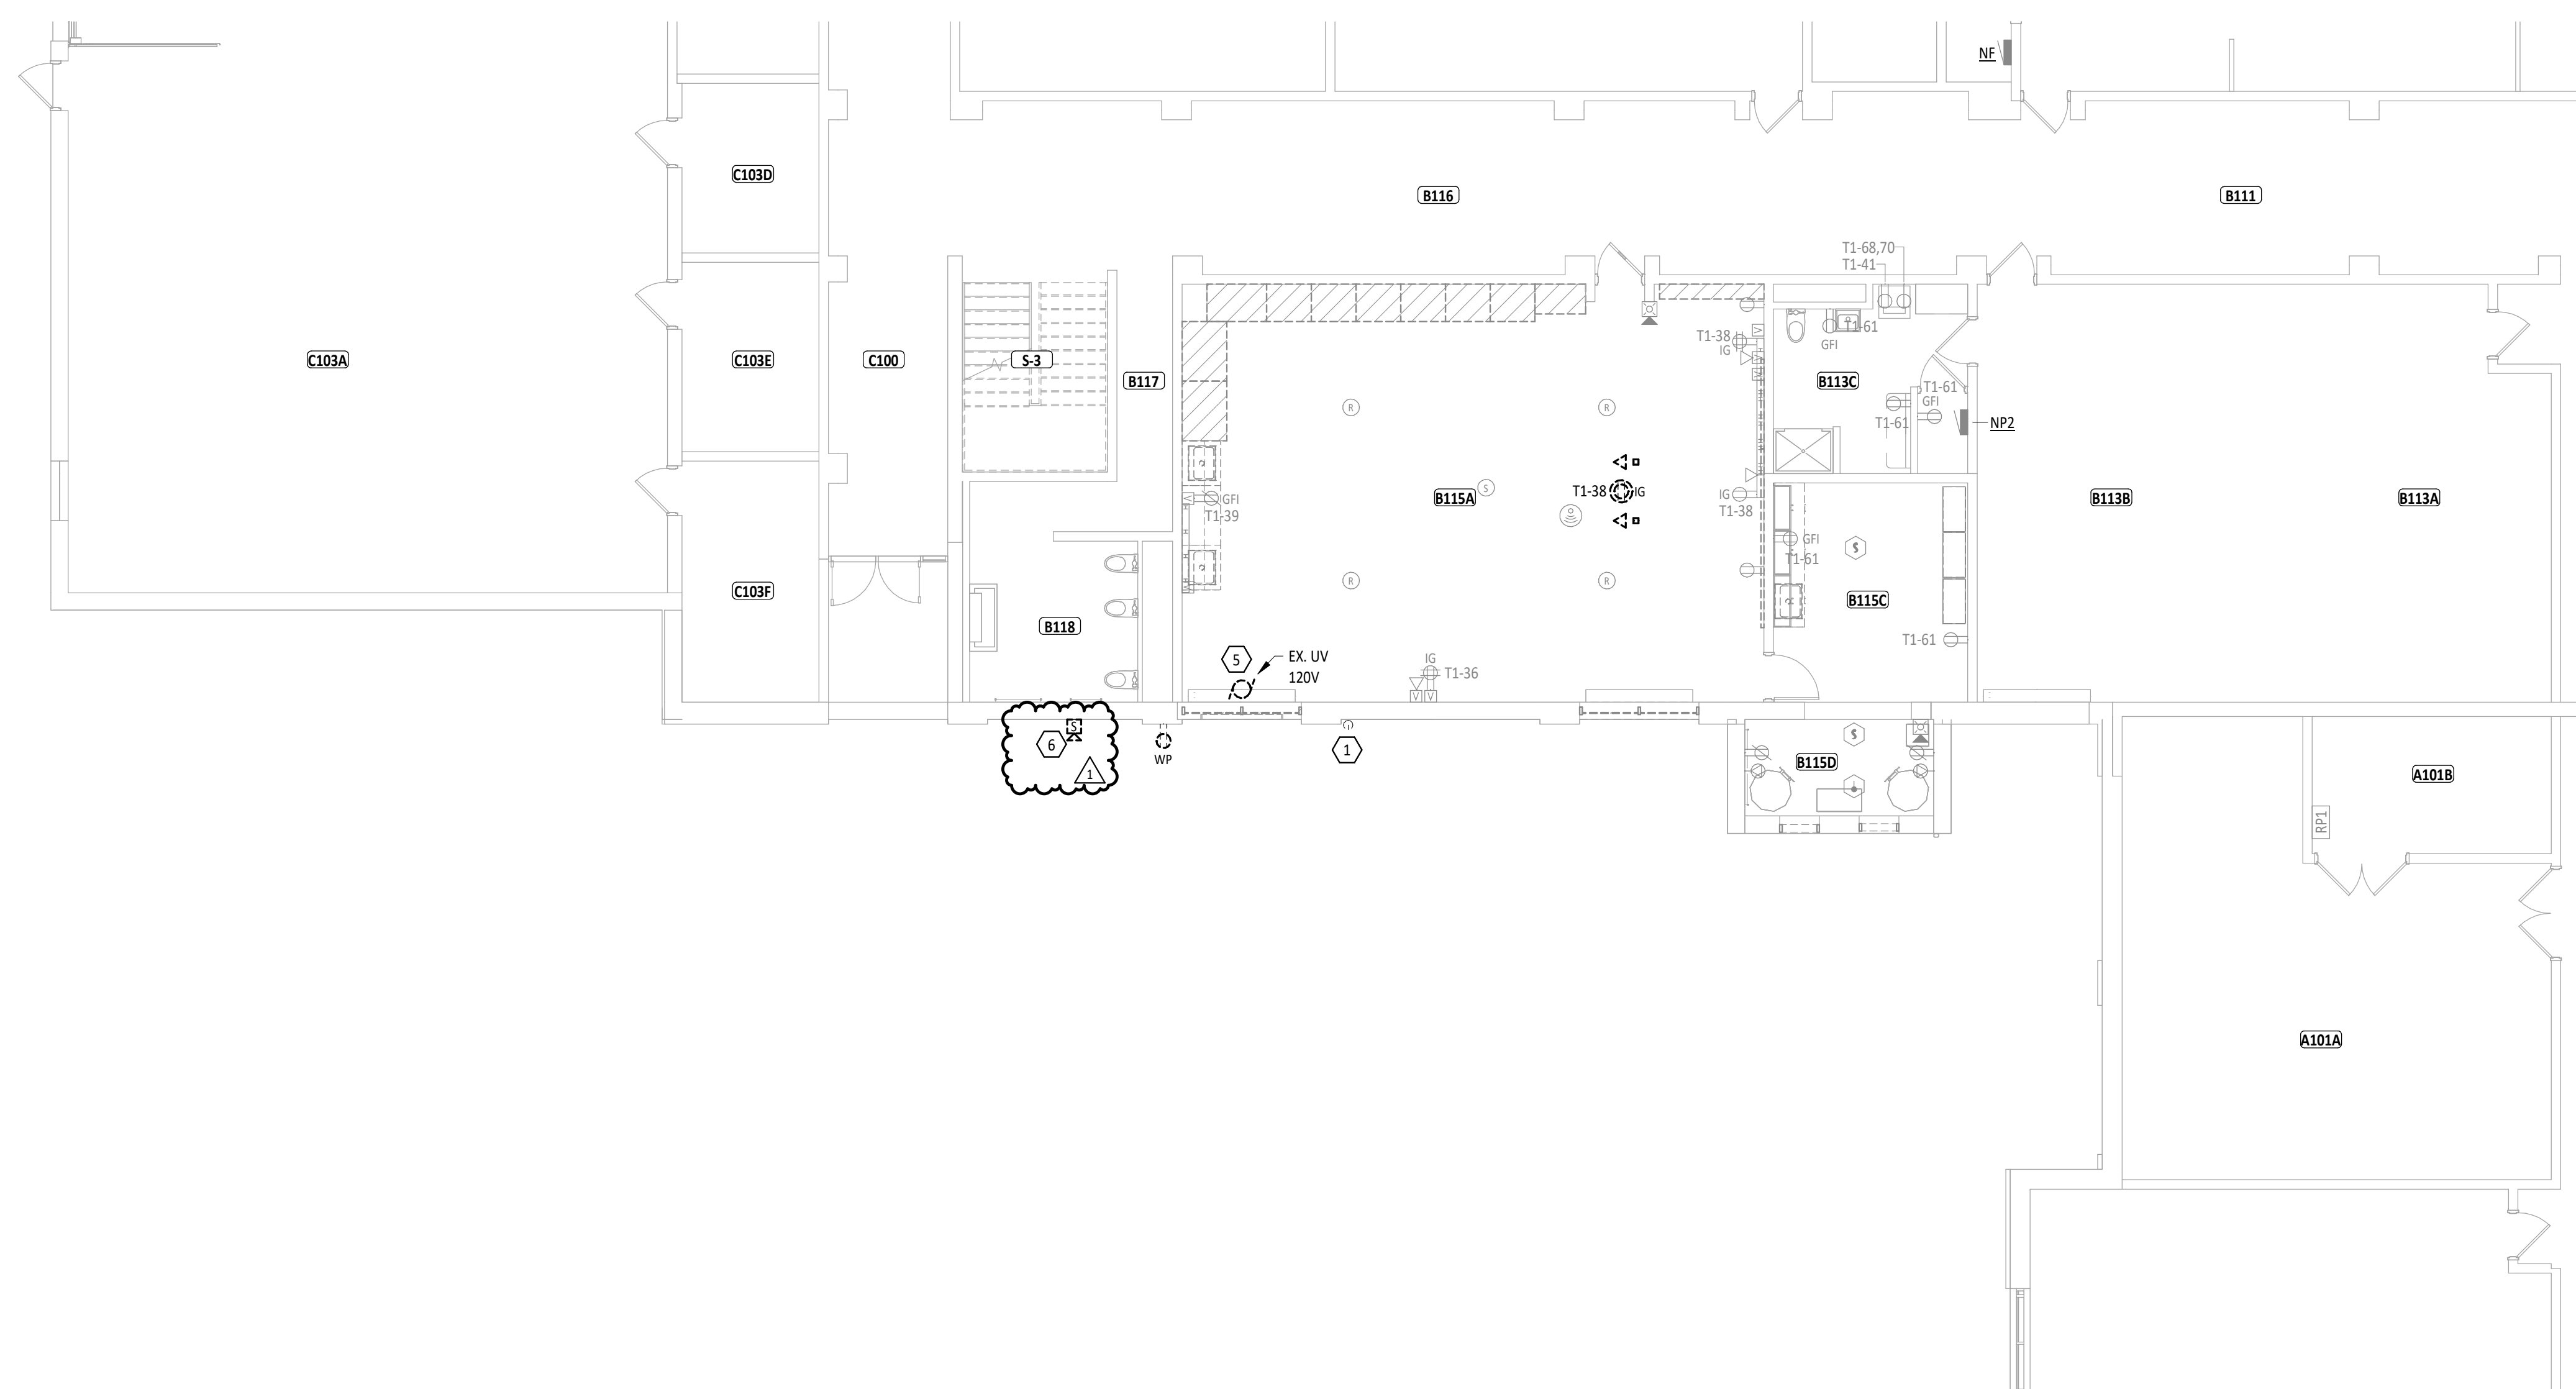 NF
C103D
B116
B111
T1-68,70
T1-41
T1-61
GFI
T1-38
IG
C103A
C103E
C100
S-3
B117
B113C
T1-61
GFI
T1-61
NP2
R
R
B115A
S
T1-38
IG
IG
T1-38
B113B
B113A
GFI
T1-39
GFI
T1-61
S
R
R
C103F
B118
B115C
T1-61
5
EX. UV
120V
IG
T1-36
V
V
S
6
1
WP
1
S
B115D
A101B
RP1
A101A